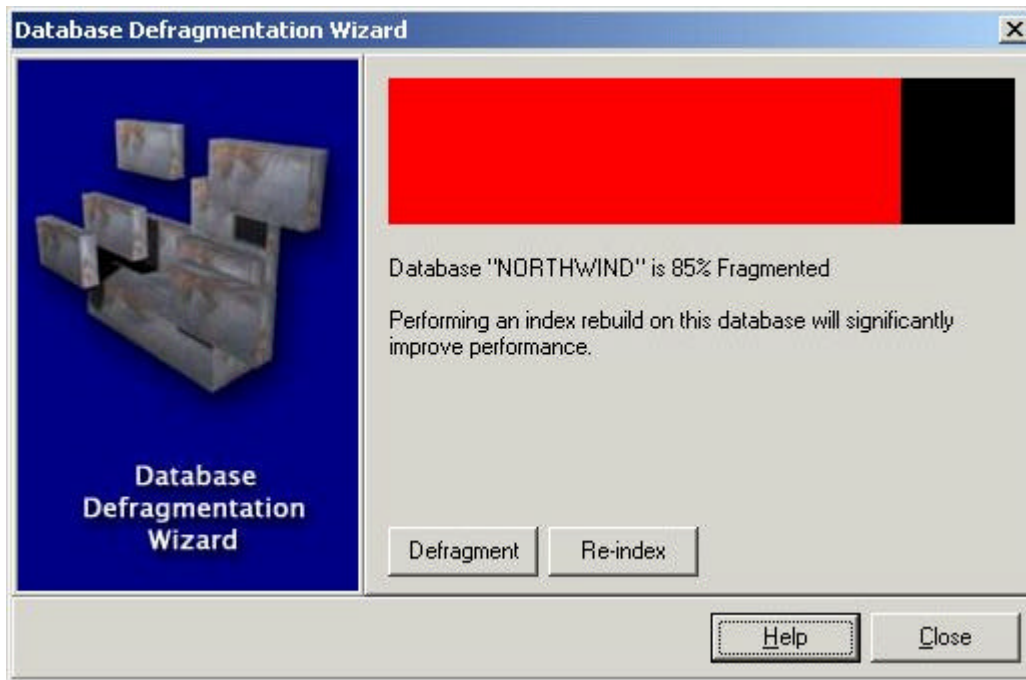 Database Defragmentation Wizard
Database "NORTHWIND" is 85% Fragmented
Performing an index rebuild on this database will significantly
improve performance.
Database
Defragmentation
Wizard
Defragment
Re-index
Help
Close